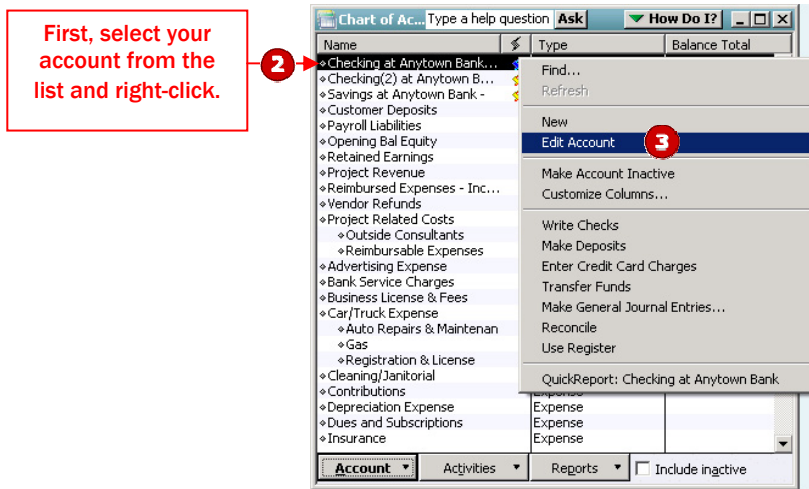 First, select your
account from the
list and right-click.
2
Chart of Ac... Type a help question Ask How Do I?
Name Type Balance Total
Checking at Anytown Bank...
Checking(2) at Anytown B...
Savings at Anytown Bank -
Customer Deposits
Payroll Liabilities
Opening Bal Equity
Retained Earnings
Project Revenue
Reimbursed Expenses - Inc...
Vendor Refunds
Project Related Costs
Outside Consultants
Reimbursable Expenses
Advertising Expense
Bank Service Charges
Business License & Fees
Car/Truck Expense
Auto Repairs & Maintenan
Gas
Registration & License
Cleaning/Janitorial
Contributions Expense
Depreciation Expense Expense
Dues and Subscriptions Expense
Insurance Expense
Find...
Refresh
New
Edit Account 3
Make Account Inactive
Customize Columns...
Write Checks
Make Deposits
Enter Credit Card Charges
Transfer Funds
Make General Journal Entries...
Reconcile
Use Register
QuickReport: Checking at Anytown Bank
Account Activities Reports Include inactive